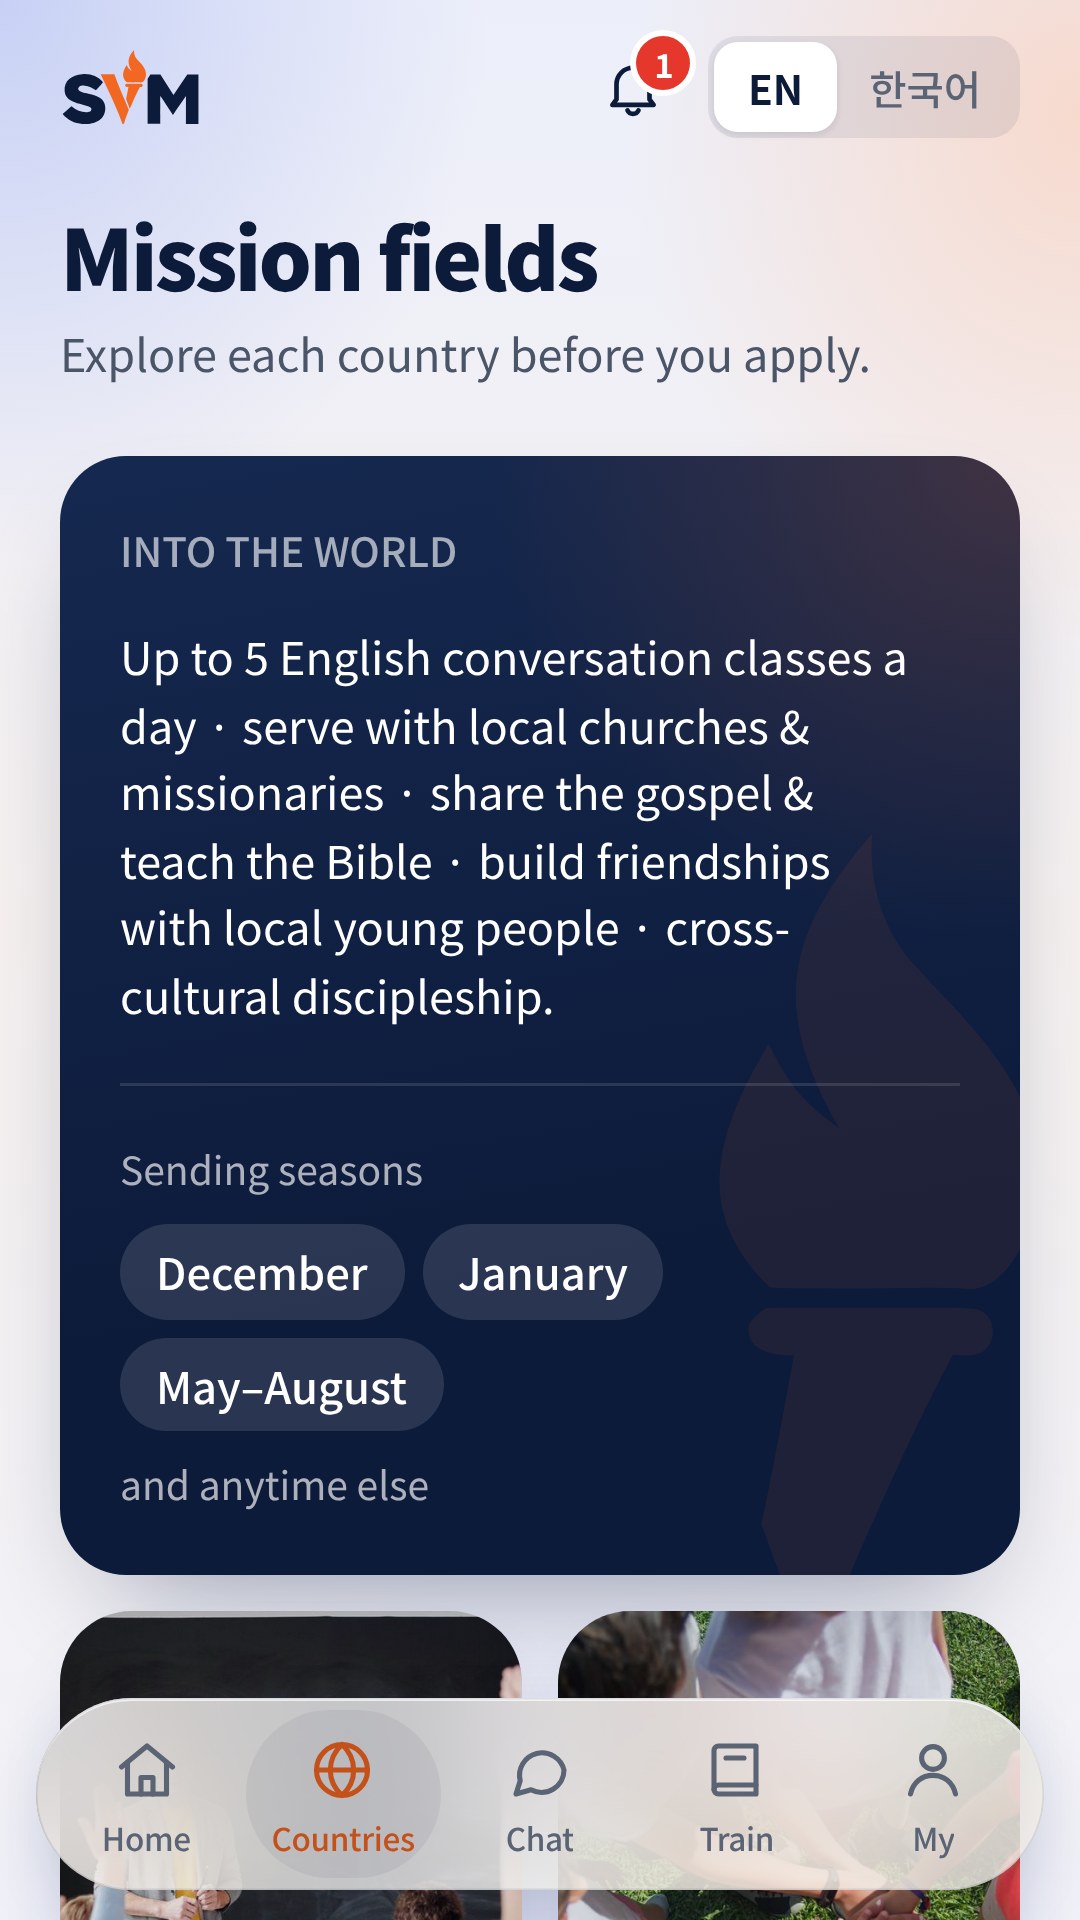 SVM
1
EN
한국어
Mission fields
Explore each country before you apply.
INTO THE WORLD
Up to 5 English conversation classes a
day · serve with local churches &
missionaries · share the gospel &
teach the Bible · build friendships
with local young people · cross-
cultural discipleship.
Sending seasons
December
January
May–August
and anytime else
Home
Countries
Chat
Train
My